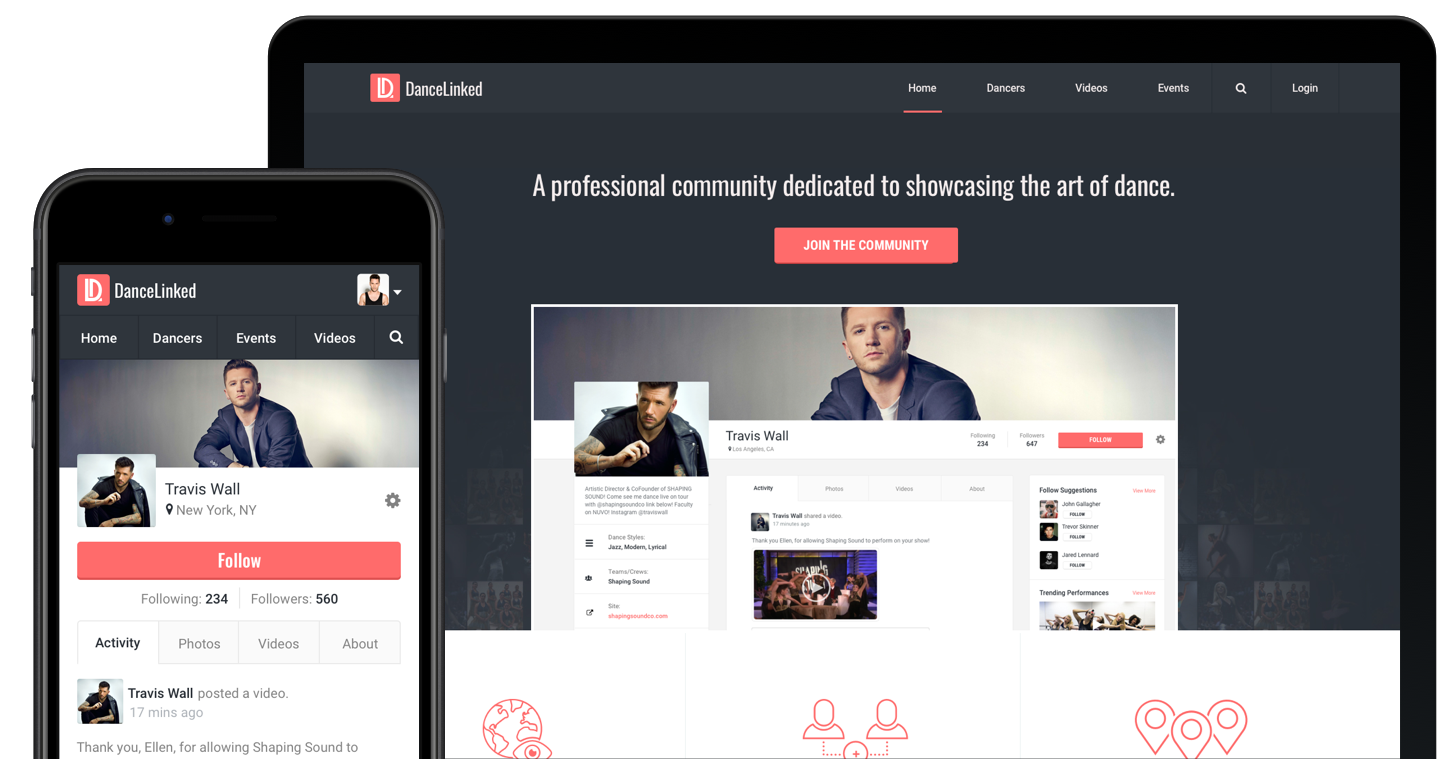 DanceLinked
Home
Dancers
Videos
Events
Login
A professional community dedicated to showcasing the art of dance.
JOIN THE COMMUNITY
Travis Wall
Los Angeles, CA
Following
234
Followers
647
FOLLOW
Artistic Director & CoFounder of SHAPING
SOUND! Come see me dance live on tour
with @shapingsoundco link below! Faculty
on NUVO! Instagram @traviswall
Dance Styles:
Jazz, Modern, Lyrical
Teams/Crews:
Shaping Sound
Site:
shapingsoundco.com
Activity
Photos
Videos
About
Travis Wall shared a video.
17 minutes ago
Thank you Ellen, for allowing Shaping Sound to perform on your show!
SHAPING
Follow Suggestions
View More
John Gallagher
FOLLOW
Trevor Skinner
FOLLOW
Jared Lennard
FOLLOW
Trending Performances
View More
DanceLinked
Home
Dancers
Events
Videos
Travis Wall
New York, NY
Follow
Following: 234
Followers: 560
Activity
Photos
Videos
About
Travis Wall posted a video.
17 mins ago
Thank you, Ellen, for allowing Shaping Sound to